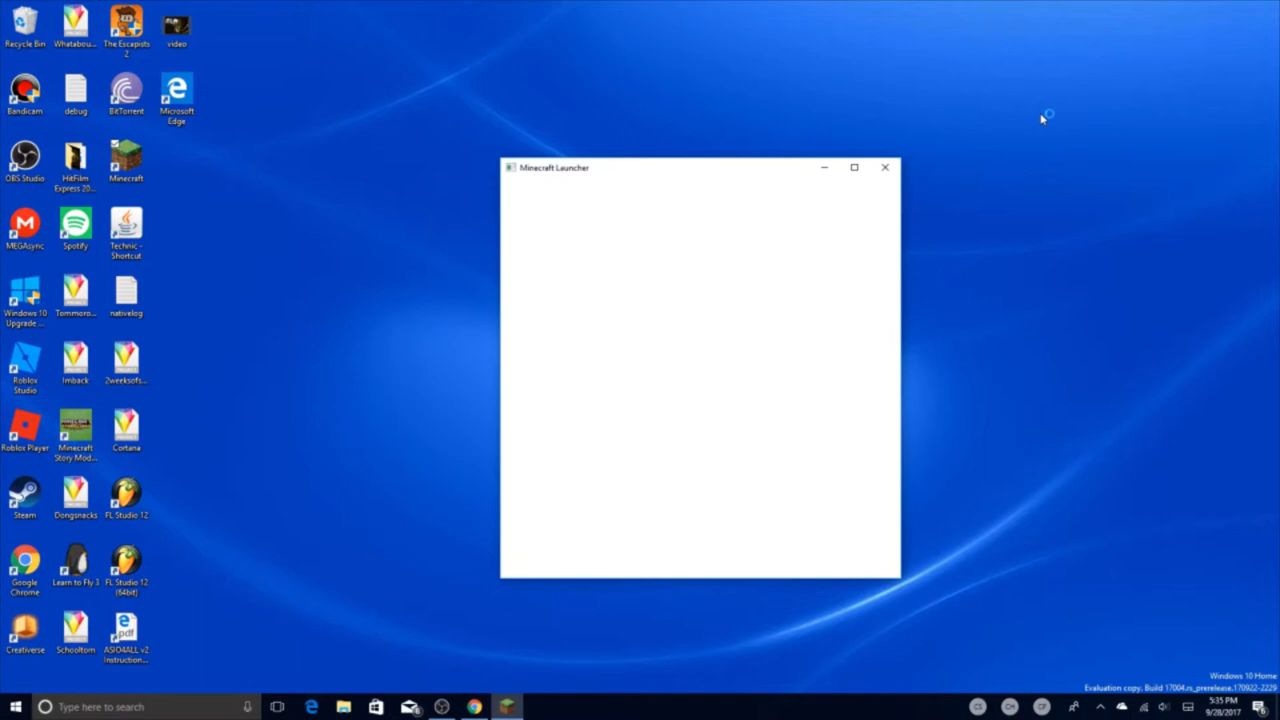 Recycle Bin
Whatabou...
The Escapists
2
video
Bandicam
debug
BitTorrent
Microsoft
Edge
OBS Studio
HitFilm
Express 20...
Minecraft
MEGAsync
Spotify
Technic -
Shortcut
Windows 10
Upgrade ...
Tommoro...
nativelog
Roblox
Studio
Imback
2weeksofs...
Roblox Player
Minecraft
Story Mod...
Cortana
Steam
Dongsnacks
FL Studio 12
Google
Chrome
Learn to Fly 3
FL Studio 12
(64bit)
Creativerse
Schooltom
pdf
ASIO4ALL v2
Instruction...
Minecraft Launcher
Windows 10 Home
Evaluation copy. Build 17004.rs_prerelease.170922-2229
Type here to search
CS
CH
CF
5:35 PM
9/28/2017